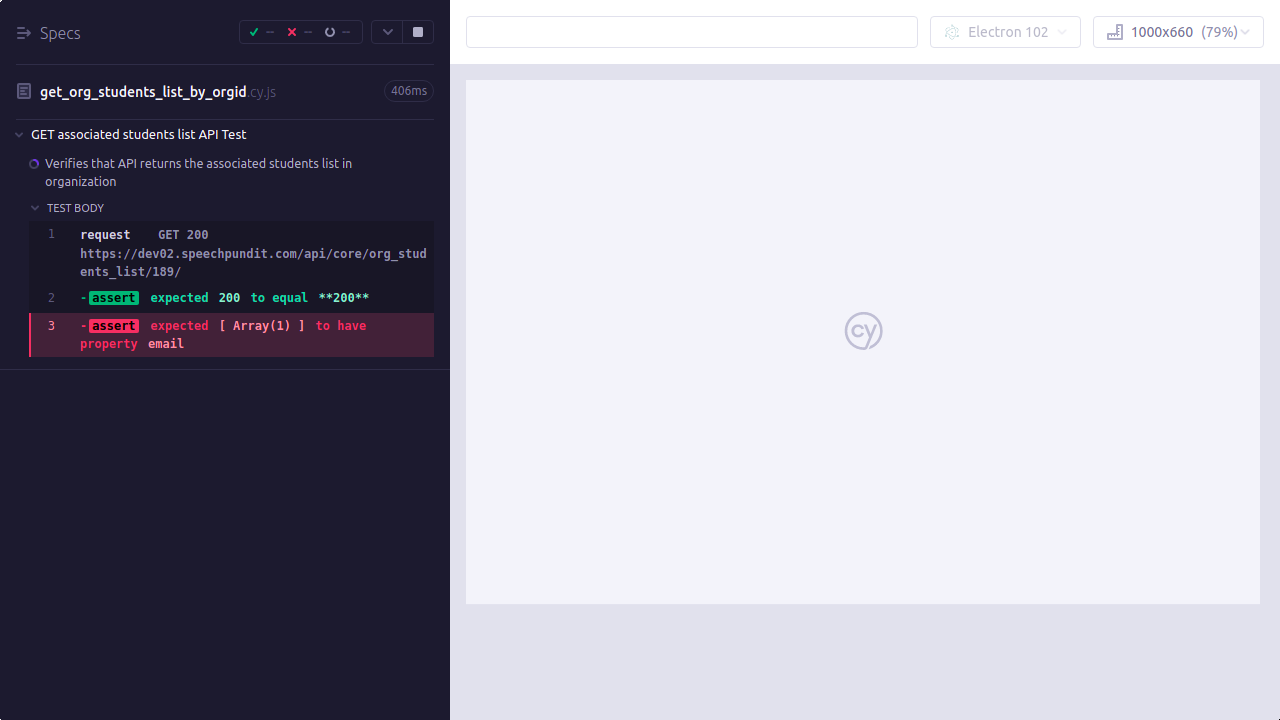 Specs
-- -- --
Electron 102
1000x660 (79%)
get_org_students_list_by_orgid.cy.js
406ms
GET associated students list API Test
Verifies that API returns the associated students list in
organization
TEST BODY
1 request GET 200
https://dev02.speechpundit.com/api/core/org_stud
ents_list/189/
2 -assert expected 200 to equal **200**
3 -assert expected [ Array(1) ] to have
property email
cy